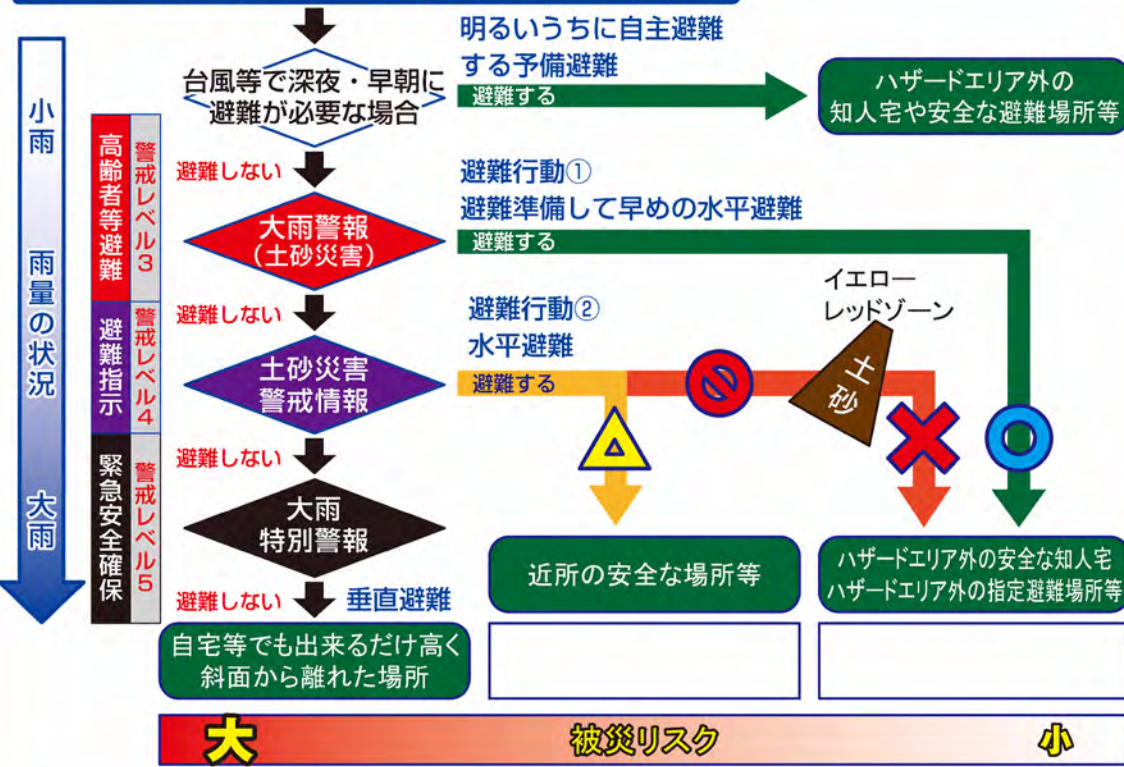 明るいうちに自主避難
する予備避難
台風等で深夜・早朝に
避難が必要な場合
避難する
ハザードエリア外の
知人宅や安全な避難場所等
小雨
雨量の状況
大雨
高齢者等避難
警戒レベル3
避難しない
避難行動①
避難準備して早めの水平避難
大雨警報
(土砂災害)
避難する
イエロー
レッドゾーン
避難指示
警戒レベル4
避難しない
避難行動②
水平避難
土砂災害
警戒情報
避難する
土砂
緊急安全確保
警戒レベル5
避難しない
大雨
特別警報
近所の安全な場所等
ハザードエリア外の安全な知人宅
ハザードエリア外の指定避難場所等
避難しない
垂直避難
自宅等でも出来るだけ高く
斜面から離れた場所
大
被災リスク
小